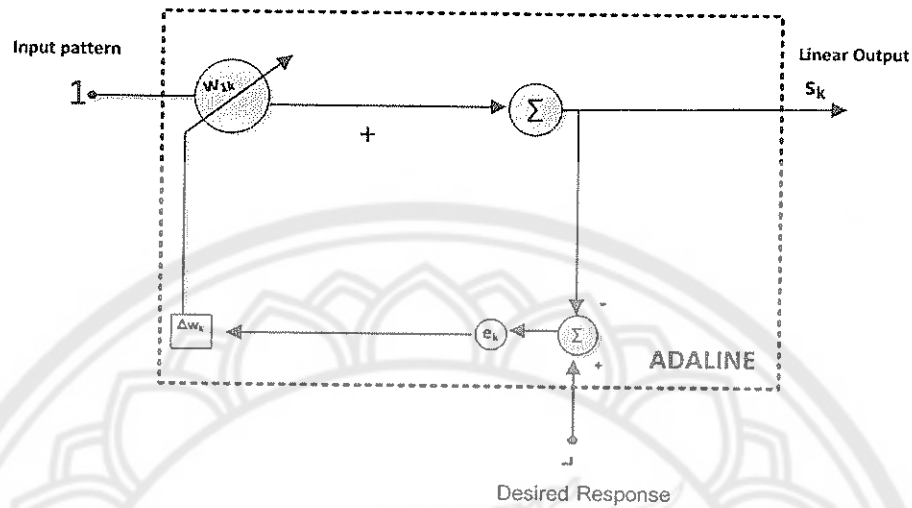 Input pattern
Linear Output
1
W1k
+
Σ
Sk
-
Δwk
ek
Σ
+
ADALINE
Desired Response